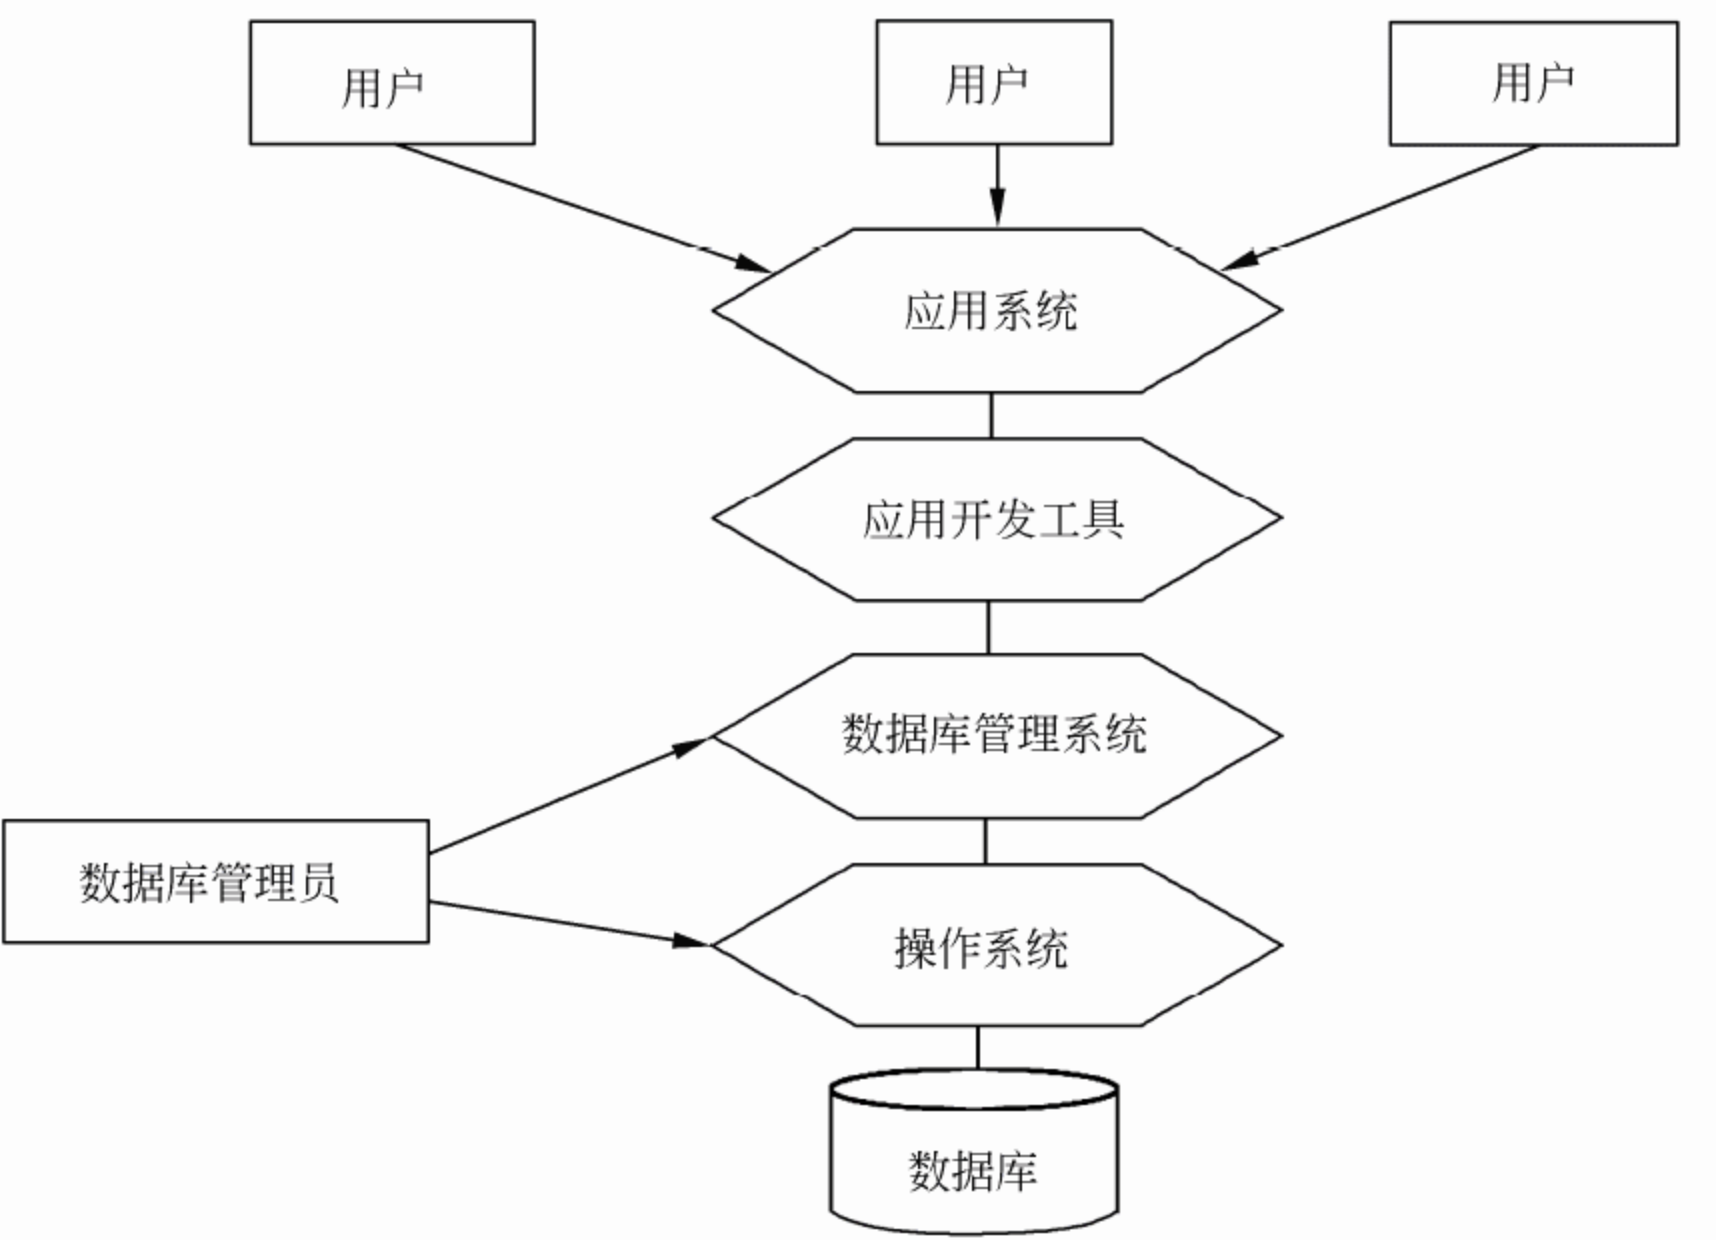 用户
用户
用户
应用系统
应用开发工具
数据库管理系统
数据库管理员
操作系统
数据库